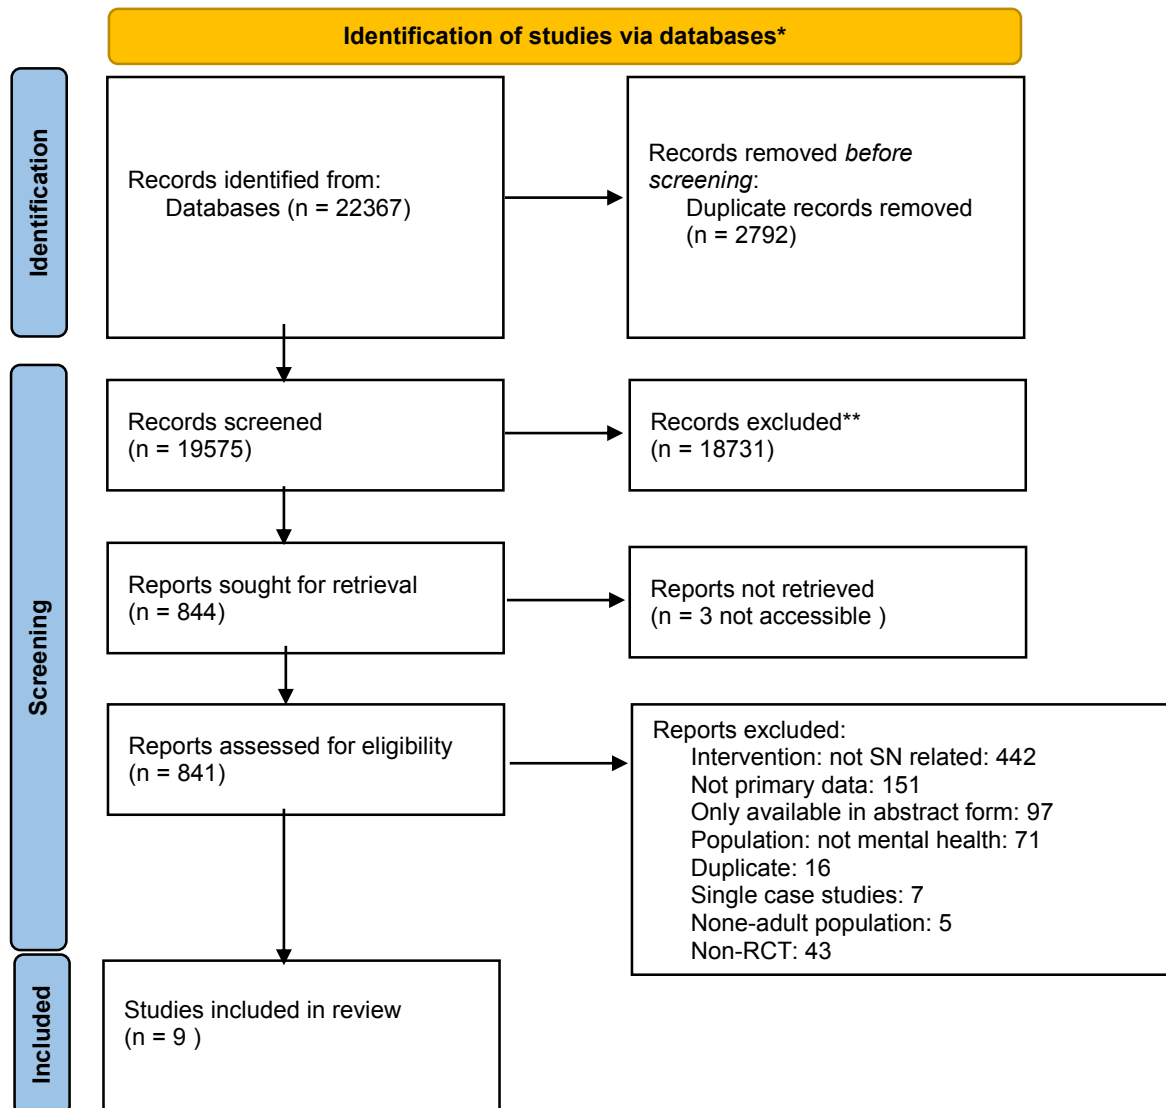 Identification of studies via databases*
Identification
Records identified from:
Databases (n = 22367)
Records removed before
screening:
Duplicate records removed
(n = 2792)
Screening
Records screened
(n = 19575)
Records excluded**
(n = 18731)
Reports sought for retrieval
(n = 844)
Reports not retrieved
(n = 3 not accessible )
Reports assessed for eligibility
(n = 841)
Reports excluded:
Intervention: not SN related: 442
Not primary data: 151
Only available in abstract form: 97
Population: not mental health: 71
Duplicate: 16
Single case studies: 7
None-adult population: 5
Non-RCT: 43
Included
Studies included in review
(n = 9 )